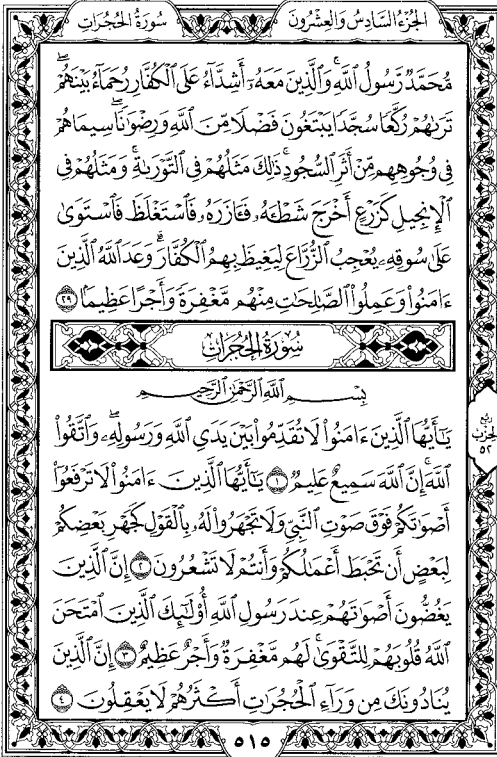 الجُزْءُ السَّادِسُ وَالعِشْرُونَ
سُورَةُ الحُجُرَاتِ
مُّحَمَّدٌ رَّسُولُ ٱللَّهِ ۚ وَٱلَّذِينَ مَعَهُۥٓ أَشِدَّآءُ عَلَى ٱلْكُفَّارِ رُحَمَآءُ بَيْنَهُمْ ۖ
تَرَىٰهُمْ رُكَّعًا سُجَّدًا يَبْتَغُونَ فَضْلًا مِّنَ ٱللَّهِ وَرِضْوَٰنًا ۖ سِيمَاهُمْ
فِي وُجُوهِهِم مِّنْ أَثَرِ ٱلسُّجُودِ ۚ ذَٰلِكَ مَثَلُهُمْ فِي ٱلتَّوْرَىٰةِ ۚ وَمَثَلُهُمْ فِي
ٱلْإِنجِيلِ كَزَرْعٍ أَخْرَجَ شَطْـَٔهُۥ فَـَٔازَرَهُۥ فَٱسْتَغْلَظَ فَٱسْتَوَىٰ
عَلَىٰ سُوقِهِۦ يُعْجِبُ ٱلزُّرَّاعَ لِيَغِيظَ بِهِمُ ٱلْكُفَّارَ ۗ وَعَدَ ٱللَّهُ ٱلَّذِينَ
ءَامَنُوا۟ وَعَمِلُوا۟ ٱلصَّٰلِحَٰتِ مِنْهُم مَّغْفِرَةً وَأَجْرًا عَظِيمًۢا ٢٩
سُورَةُ الحُجُرَاتِ
بِسْمِ ٱللَّهِ ٱلرَّحْمَٰنِ ٱلرَّحِيمِ
يَٰٓأَيُّهَا ٱلَّذِينَ ءَامَنُوا۟ لَا تُقَدِّمُوا۟ بَيْنَ يَدَيِ ٱللَّهِ وَرَسُولِهِۦ ۖ وَٱتَّقُوا۟
ٱللَّهَ ۚ إِنَّ ٱللَّهَ سَمِيعٌ عَلِيمٌ ١ يَٰٓأَيُّهَا ٱلَّذِينَ ءَامَنُوا۟ لَا تَرْفَعُوٓا۟
أَصْوَٰتَكُمْ فَوْقَ صَوْتِ ٱلنَّبِيِّ وَلَا تَجْهَرُوا۟ لَهُۥ بِٱلْقَوْلِ كَجَهْرِ بَعْضِكُمْ
لِبَعْضٍ أَن تَحْبَطَ أَعْمَٰلُكُمْ وَأَنتُمْ لَا تَشْعُرُونَ ٢ إِنَّ ٱلَّذِينَ
يَغُضُّونَ أَصْوَٰتَهُمْ عِندَ رَسُولِ ٱللَّهِ أُو۟لَٰٓئِكَ ٱلَّذِينَ ٱمْتَحَنَ
ٱللَّهُ قُلُوبَهُمْ لِلتَّقْوَىٰ ۚ لَهُم مَّغْفِرَةٌ وَأَجْرٌ عَظِيمٌ ٣ إِنَّ ٱلَّذِينَ
يُنَادُونَكَ مِن وَرَآءِ ٱلْحُجُرَٰتِ أَكْثَرُهُمْ لَا يَعْقِلُونَ ٤
ربع
الحزب
٥٢
٥١٥